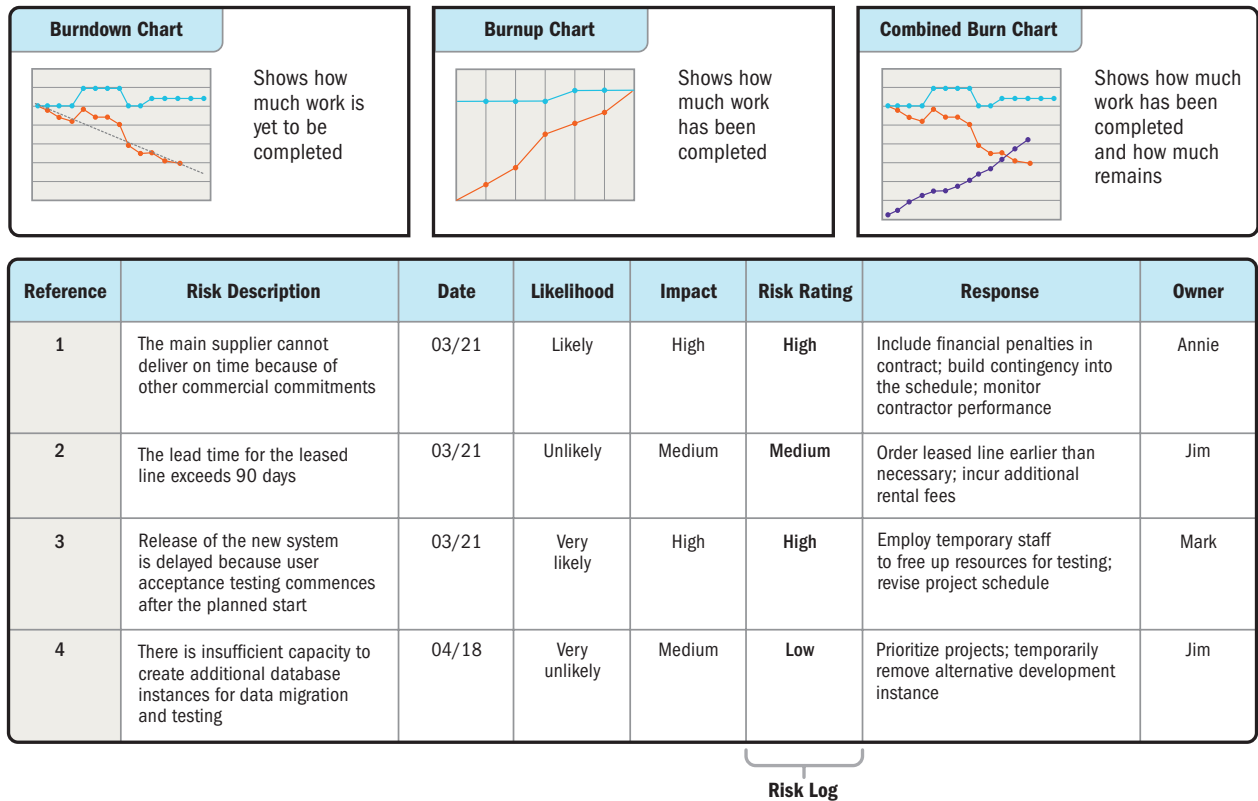 Burndown Chart
Shows how
much work is
yet to be
completed
Burnup Chart
Shows how
much work
has been
completed
Combined Burn Chart
Shows how much
work has been
completed
and how much
remains
Reference
Risk Description
Date
Likelihood
Impact
Risk Rating
Response
Owner
1
The main supplier cannot
deliver on time because of
other commercial commitments
03/21
Likely
High
High
Include financial penalties in
contract; build contingency into
the schedule; monitor
contractor performance
Annie
2
The lead time for the leased
line exceeds 90 days
03/21
Unlikely
Medium
Medium
Order leased line earlier than
necessary; incur additional
rental fees
Jim
3
Release of the new system
is delayed because user
acceptance testing commences
after the planned start
03/21
Very
likely
High
High
Employ temporary staff
to free up resources for testing;
revise project schedule
Mark
4
There is insufficient capacity to
create additional database
instances for data migration
and testing
04/18
Very
unlikely
Medium
Low
Prioritize projects; temporarily
remove alternative development
instance
Jim
Risk Log